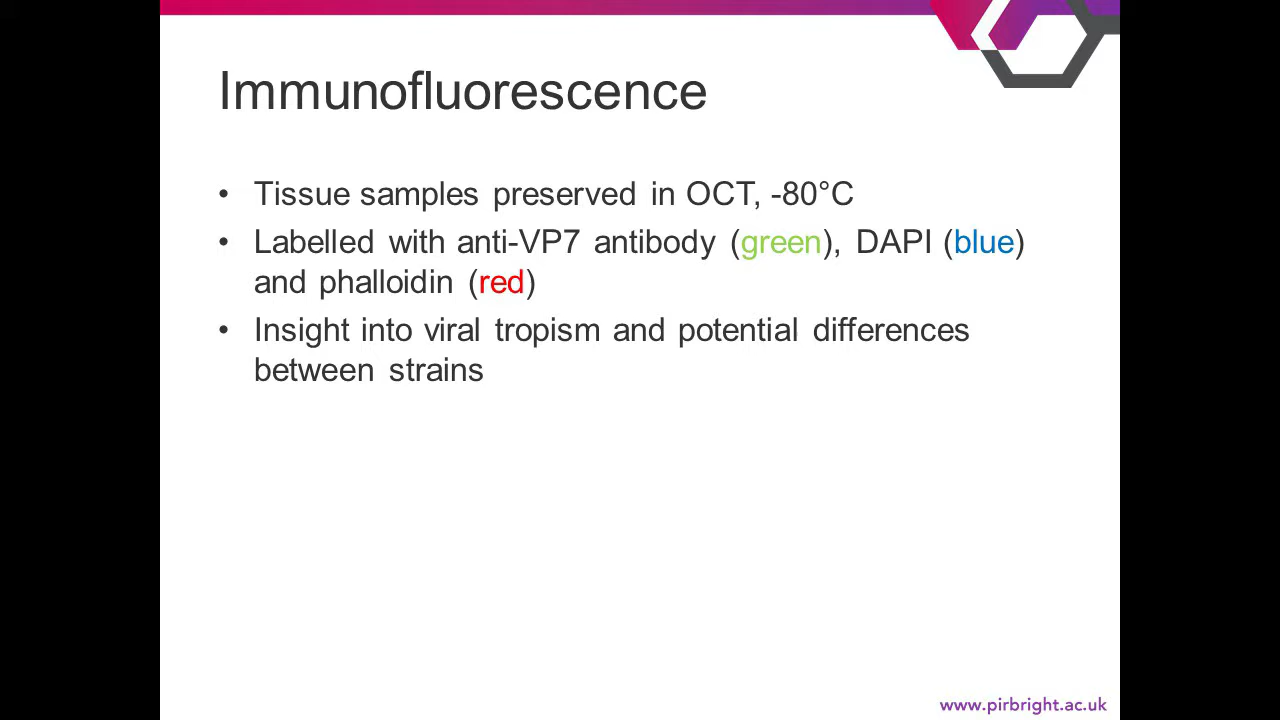 Immunofluorescence
• Tissue samples preserved in OCT, -80°C
• Labelled with anti-VP7 antibody (green), DAPI (blue)
and phalloidin (red)
• Insight into viral tropism and potential differences
between strains
www.pirbright.ac.uk